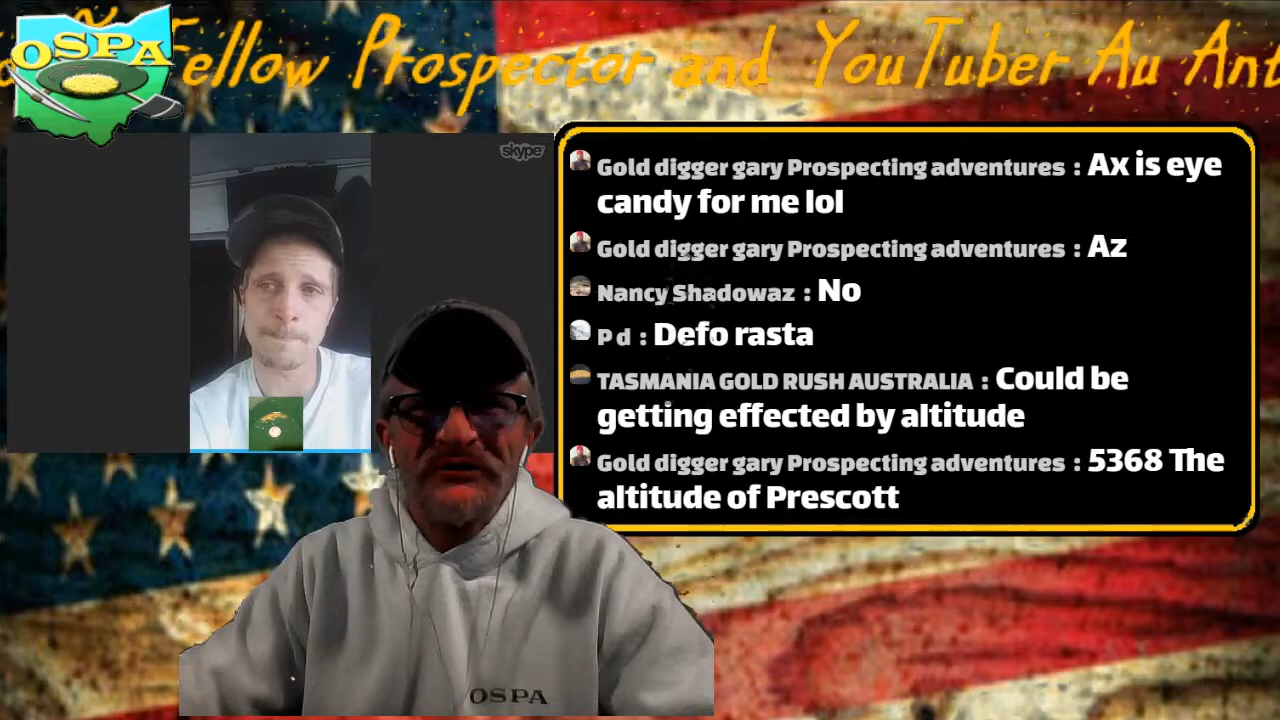 Fellow Prospector and YouTuber Au Ant
OSPA
skype
Gold digger gary Prospecting adventures : Ax is eye
candy for me lol
Gold digger gary Prospecting adventures : Az
Nancy Shadowaz : No
P d : Defo rasta
TASMANIA GOLD RUSH AUSTRALIA : Could be
getting effected by altitude
Gold digger gary Prospecting adventures : 5368 The
altitude of Prescott
OSPA